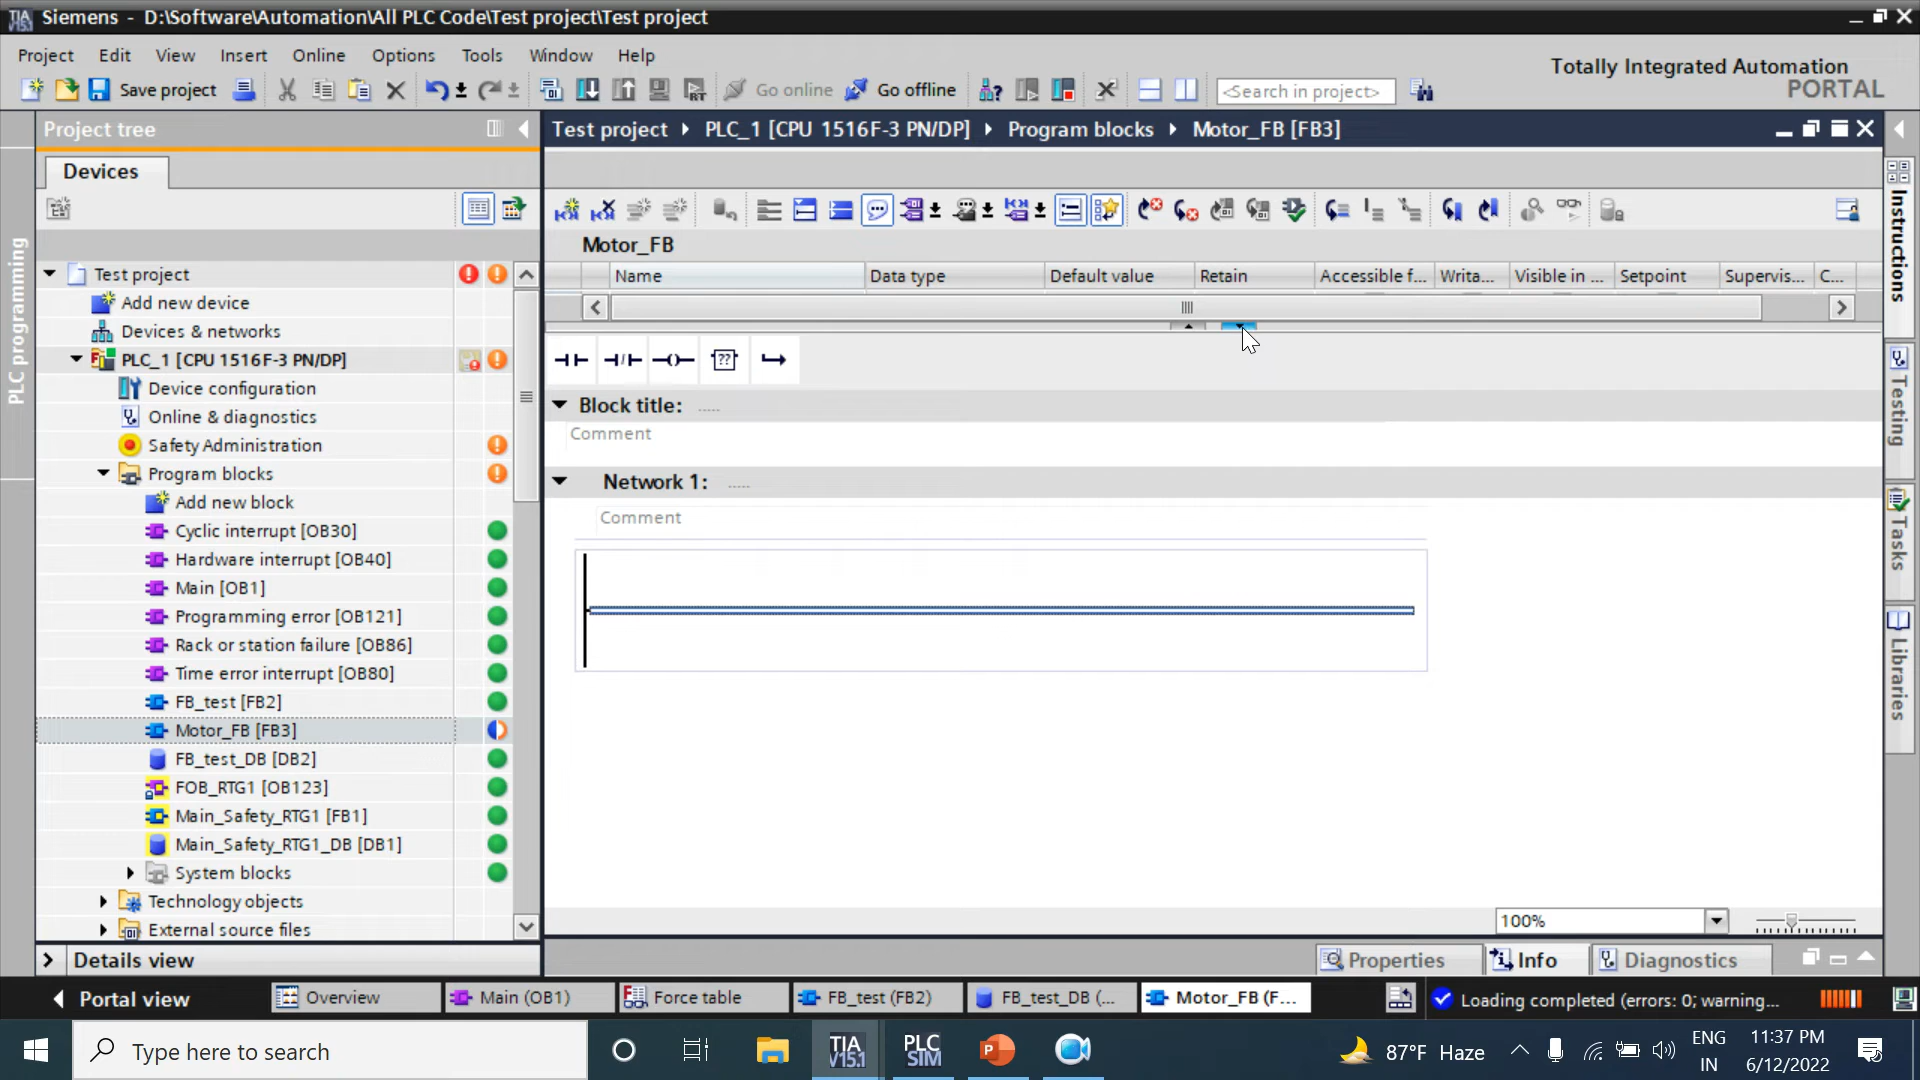 Siemens - D:\Software\Automation\All PLC Code\Test project\Test project
Project Edit View Insert Online Options Tools Window Help
Totally Integrated Automation
PORTAL
Save project
Go online
Go offline
<Search in project>
Project tree
Test project PLC_1 [CPU 1516F-3 PN/DP] Program blocks Motor_FB [FB3]
Devices
PLC programming
Motor_FB
Name Data type Default value Retain Accessible f... Writa... Visible in ... Setpoint Supervis... C...
Test project
Add new device
Devices & networks
PLC_1 [CPU 1516F-3 PN/DP]
Device configuration
Online & diagnostics
Safety Administration
Program blocks
Add new block
Cyclic interrupt [OB30]
Hardware interrupt [OB40]
Main [OB1]
Programming error [OB121]
Rack or station failure [OB86]
Time error interrupt [OB80]
FB_test [FB2]
Motor_FB [FB3]
FB_test_DB [DB2]
FOB_RTG1 [OB123]
Main_Safety_RTG1 [FB1]
Main_Safety_RTG1_DB [DB1]
System blocks
Technology objects
External source files
Details view
??
Block title: .....
Comment
Network 1: .....
Comment
100%
Instructions
Testing
Tasks
Libraries
Properties
Info
Diagnostics
Portal view
Overview
Main (OB1)
Force table
FB_test (FB2)
FB_test_DB (...
Motor_FB (F...
Loading completed (errors: 0; warning...
Type here to search
TIA
V15.1
PLC
SIM
87°F Haze
ENG
IN
11:37 PM
6/12/2022